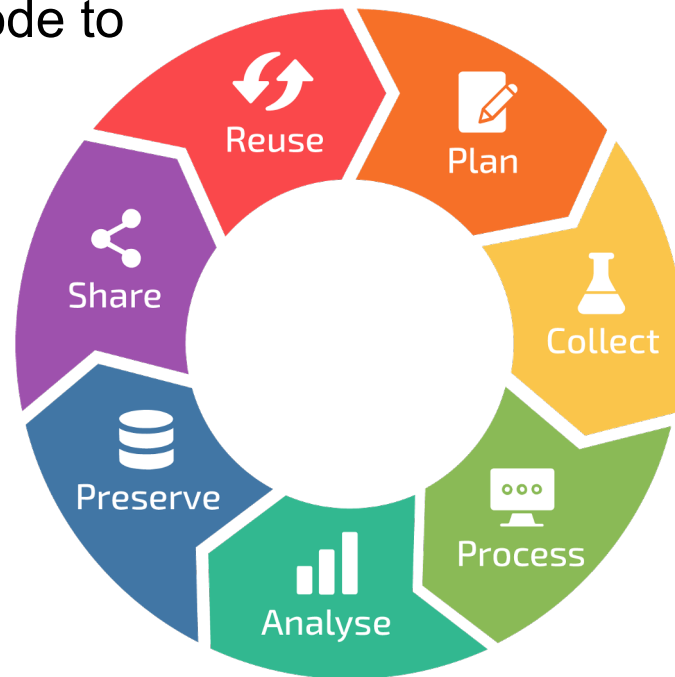 ode to
Reuse
Plan
Share
Collect
Preserve
Process
Analyse